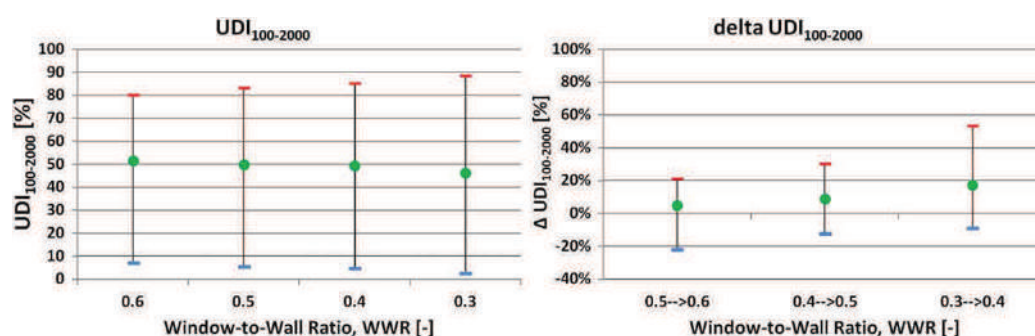 UDI100-2000
100
90
80
70
60
50
40
30
20
10
0
UDI100-2000 [%]
0.6 0.5 0.4 0.3
Window-to-Wall Ratio, WWR [-]
delta UDI100-2000
100%
80%
60%
40%
20%
0%
-20%
-40%
Δ UDI100-2000 [%]
0.5-->0.6 0.4-->0.5 0.3-->0.4
Window-to-Wall Ratio, WWR [-]